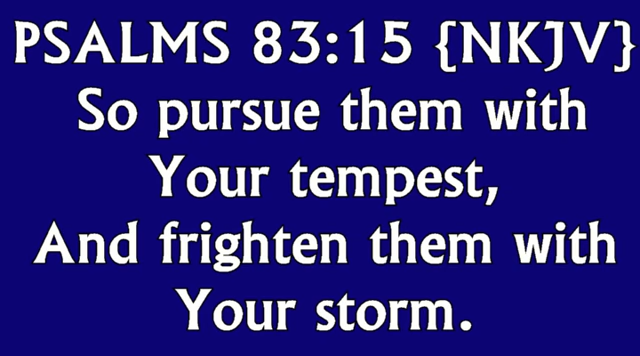 PSALMS 83:15 {NKJV}
So pursue them with
Your tempest,
And frighten them with
Your storm.